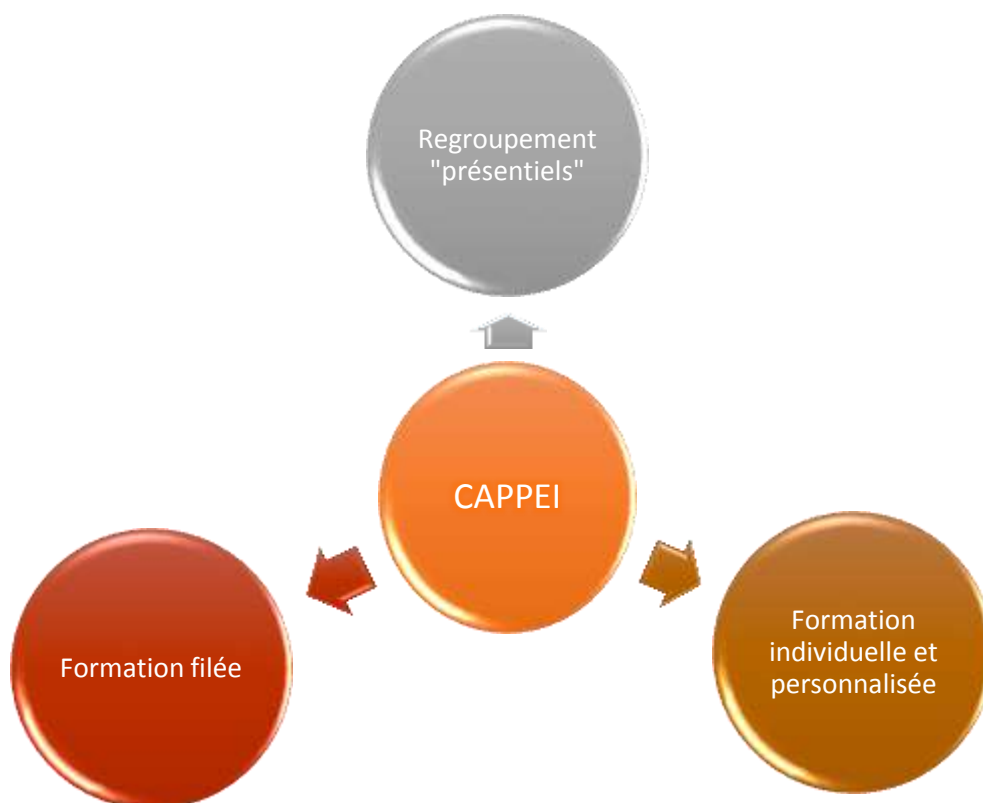 Regroupement
"présentiels"
CAPPEI
Formation filée
Formation
individuelle et
personnalisée